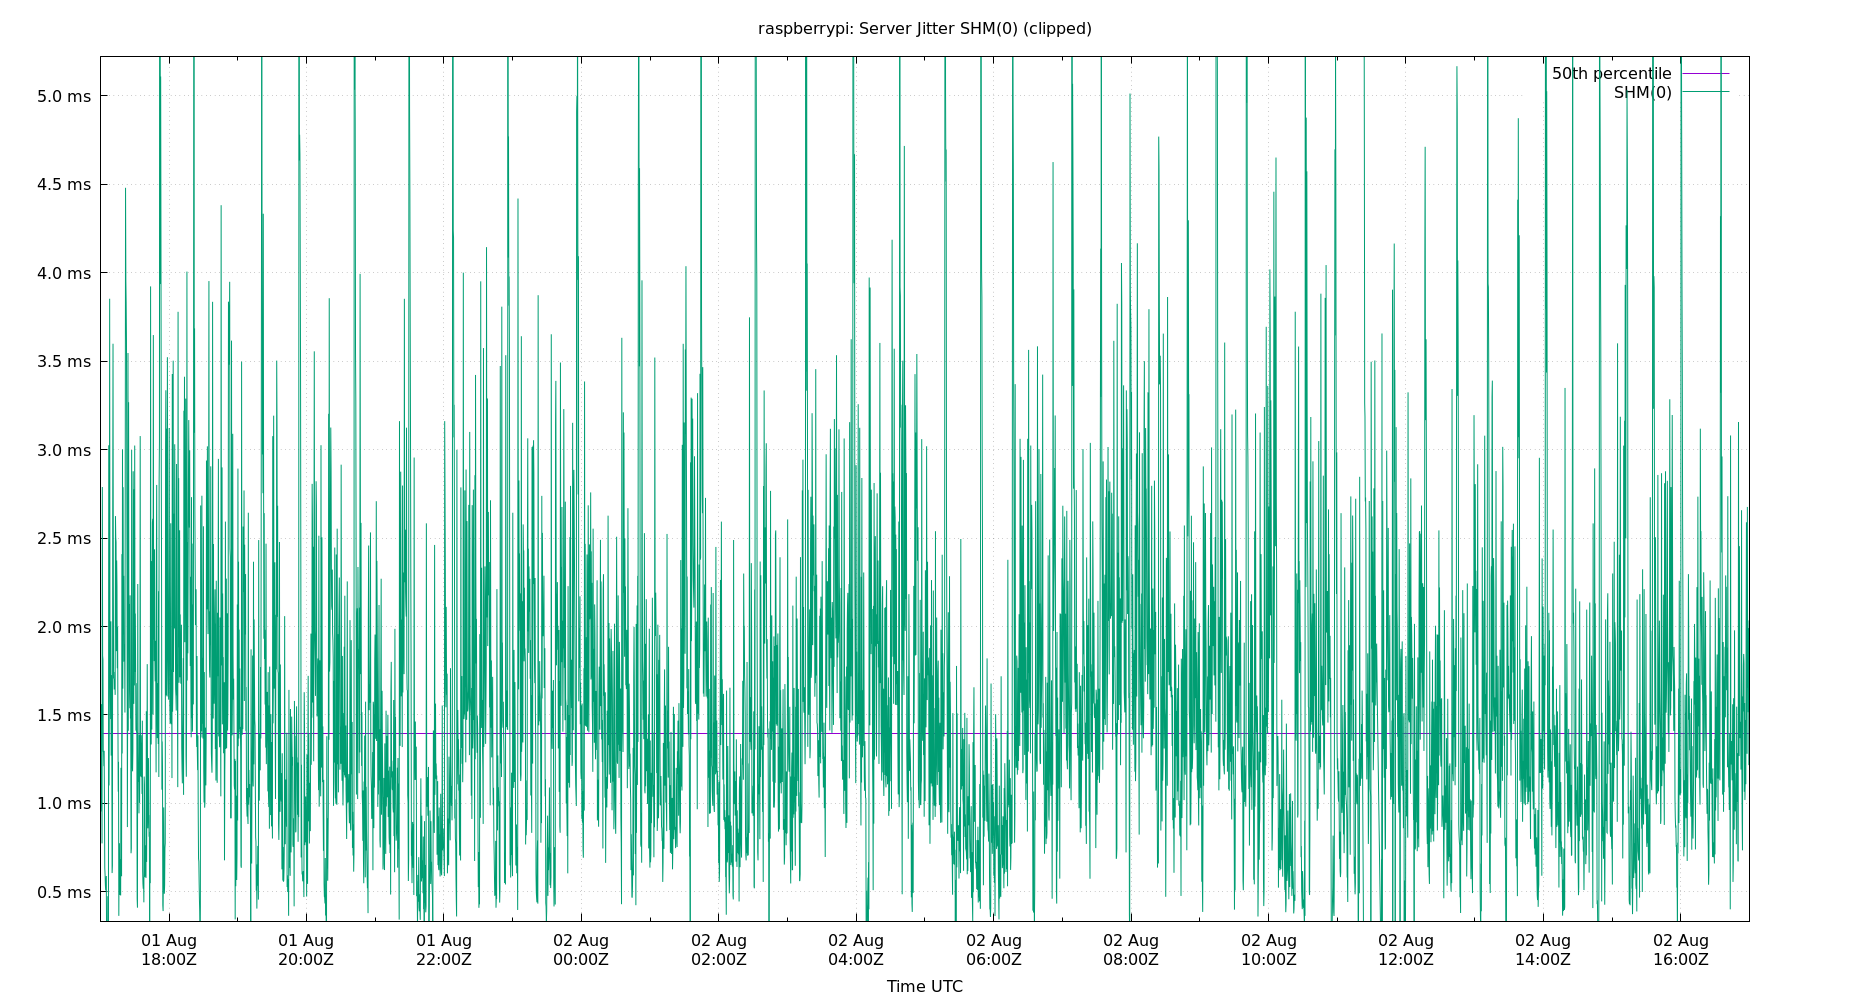 raspberrypi: Server Jitter SHM(0) (clipped)
50th percentile
SHM(0)
5.0 ms
4.5 ms
4.0 ms
3.5 ms
3.0 ms
2.5 ms
2.0 ms
1.5 ms
1.0 ms
0.5 ms
01 Aug 01 Aug 01 Aug 02 Aug 02 Aug 02 Aug 02 Aug 02 Aug 02 Aug 02 Aug 02 Aug 02 Aug
18:00Z 20:00Z 22:00Z 00:00Z 02:00Z 04:00Z 06:00Z 08:00Z 10:00Z 12:00Z 14:00Z 16:00Z
Time UTC